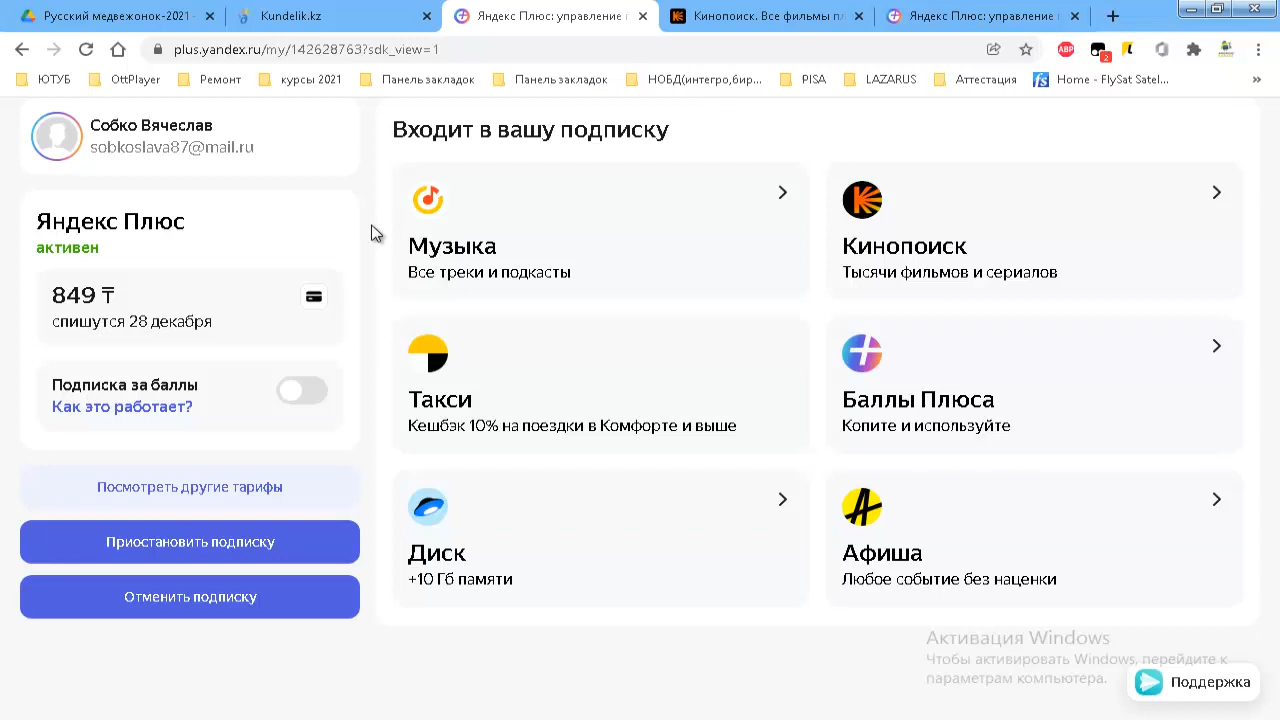 Русский медвежонок-2021 -
Kundelik.kz
Яндекс Плюс: управление
Кинопоиск. Все фильмы пл
Яндекс Плюс: управление
plus.yandex.ru/my/142628763?sdk_view=1
ABP
2
ЮТУБ
OttPlayer
Ремонт
курсы 2021
Панель закладок
Панель закладок
НОБД(интегро,бир...
PISA
LAZARUS
Аттестация
fs
Home - FlySat Satel...
»
Собко Вячеслав
sobkoslava87@mail.ru
Яндекс Плюс
активен
849 ₸
спишутся 28 декабря
Подписка за баллы
Как это работает?
Посмотреть другие тарифы
Приостановить подписку
Отменить подписку
Входит в вашу подписку
Музыка
Все треки и подкасты
Кинопоиск
Тысячи фильмов и сериалов
Такси
Кешбэк 10% на поездки в Комфорте и выше
Баллы Плюса
Копите и используйте
Диск
+10 Гб памяти
Афиша
Любое событие без наценки
Активация Windows
Чтобы активировать Windows, перейдите к
параметрам компьютера.
Поддержка